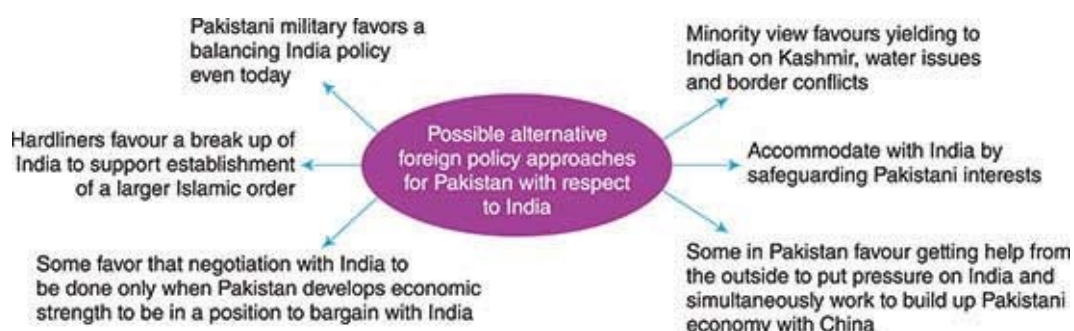 Pakistani military favors a
balancing India policy
even today
Minority view favours yielding to
Indian on Kashmir, water issues
and border conflicts
Hardliners favour a break up of
India to support establishment
of a larger Islamic order
Possible alternative
foreign policy approaches
for Pakistan with respect
to India
Accommodate with India by
safeguarding Pakistani interests
Some favor that negotiation with India to
be done only when Pakistan develops economic
strength to be in a position to bargain with India
Some in Pakistan favour getting help from
the outside to put pressure on India and
simultaneously work to build up Pakistani
economy with China